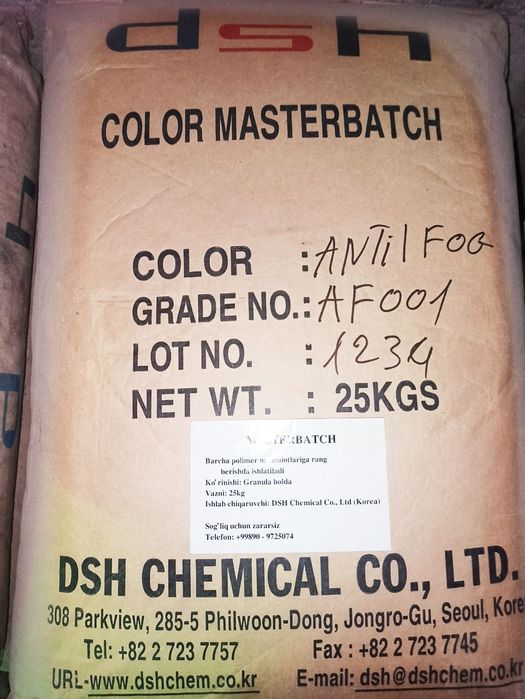 dsh
COLOR MASTERBATCH
COLOR : ANTi/FOG
GRADE NO.: AF001
LOT NO. : 1234
NET WT. : 25KGS
MASTERBATCH
Barcha polimer mahsulotlariga rang
berishda ishlatiladi
Ko'rinishi: Granula holda
Vazni: 25kg
Ishlab chiqaruvchi: DSH Chemical Co., Ltd (Korea)
Sog'liq uchun zararsiz
Telefon: +99890 - 9725074
DSH CHEMICAL CO., LTD.
308 Parkview, 285-5 Philwoon-Dong, Jongro-Gu, Seoul, Kore
Tel: +82 2 723 7757 Fax : +82 2 723 7745
URL-www.dshchem.co.kr E-mail: dsh@dshchem.co.kr